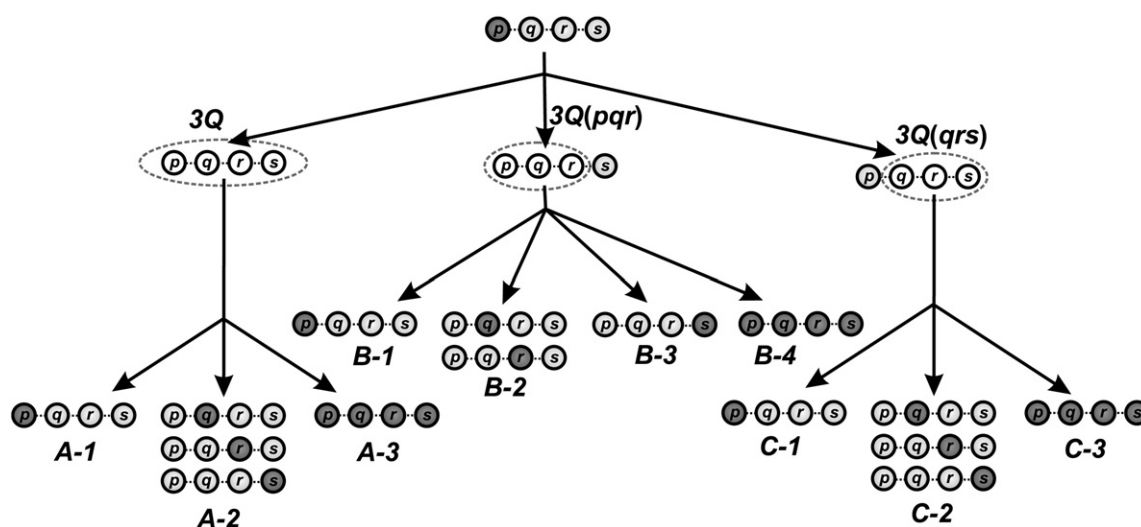 p q r s
3Q
3Q(pqr)
3Q(qrs)
p q r s
p q r s
p q r s
p q r s
p q r s
p q r s
p q r s
p q r s
B-1
B-2
B-3
B-4
p q r s
p q r s
p q r s
p q r s
p q r s
A-1
A-2
A-3
p q r s
p q r s
p q r s
p q r s
p q r s
C-1
C-2
C-3